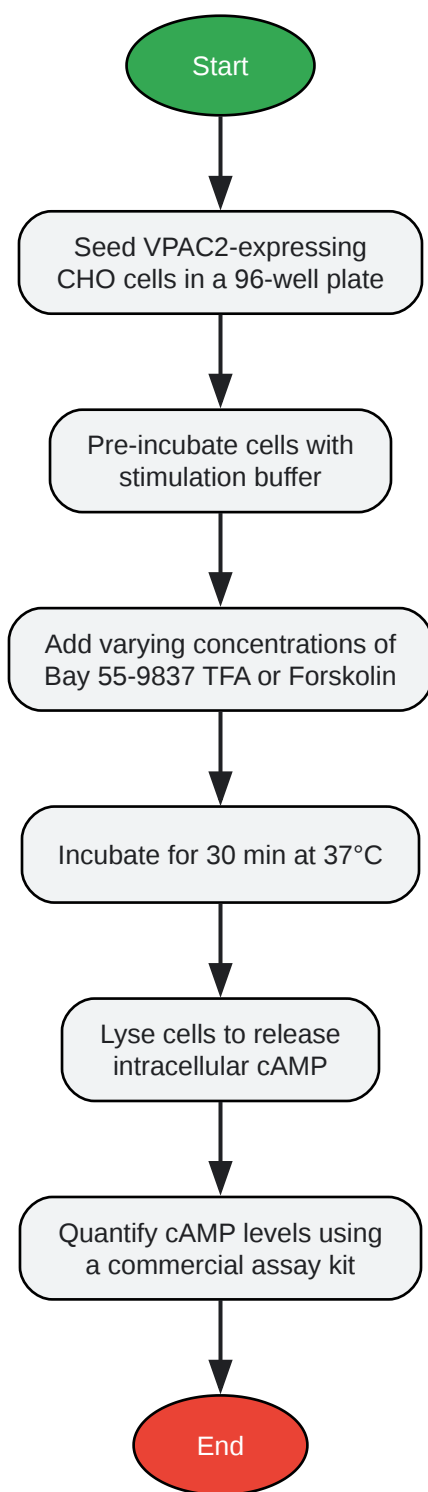 Start
Seed VPAC2-expressing
CHO cells in a 96-well plate
Pre-incubate cells with
stimulation buffer
Add varying concentrations of
Bay 55-9837 TFA or Forskolin
Incubate for 30 min at 37°C
Lyse cells to release
intracellular cAMP
Quantify cAMP levels using
a commercial assay kit
End